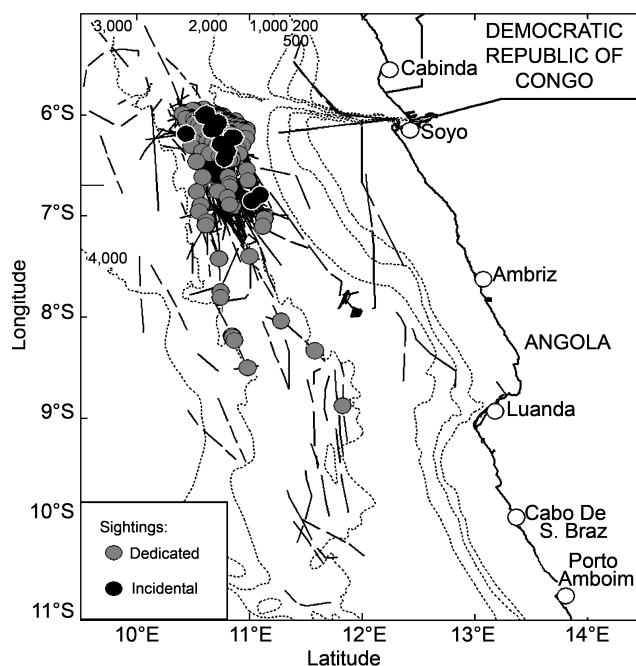 3,000
2,000
1,000
200
500
DEMOCRATIC
REPUBLIC OF
CONGO
Cabinda
6°S
Soyo
7°S
4,000
Ambriz
Longitude
8°S
ANGOLA
9°S
Luanda
10°S
Cabo De
S. Braz
Sightings:
Dedicated
Incidental
Porto
Amboim
11°S
10°E
11°E
12°E
13°E
14°E
Latitude